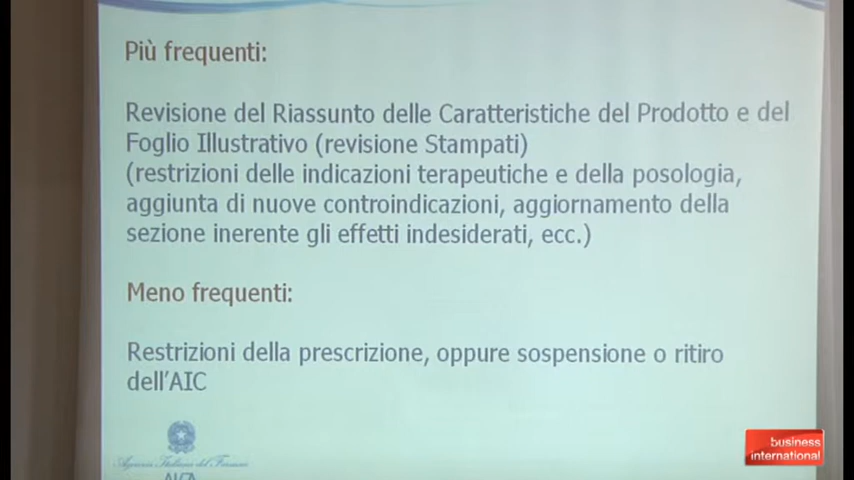 Più frequenti:
Revisione del Riassunto delle Caratteristiche del Prodotto e del
Foglio Illustrativo (revisione Stampati)
(restrizioni delle indicazioni terapeutiche e della posologia,
aggiunta di nuove controindicazioni, aggiornamento della
sezione inerente gli effetti indesiderati, ecc.)
Meno frequenti:
Restrizioni della prescrizione, oppure sospensione o ritiro
dell'AIC
Agenzia Italiana del Farmaco
AIFA
business
international